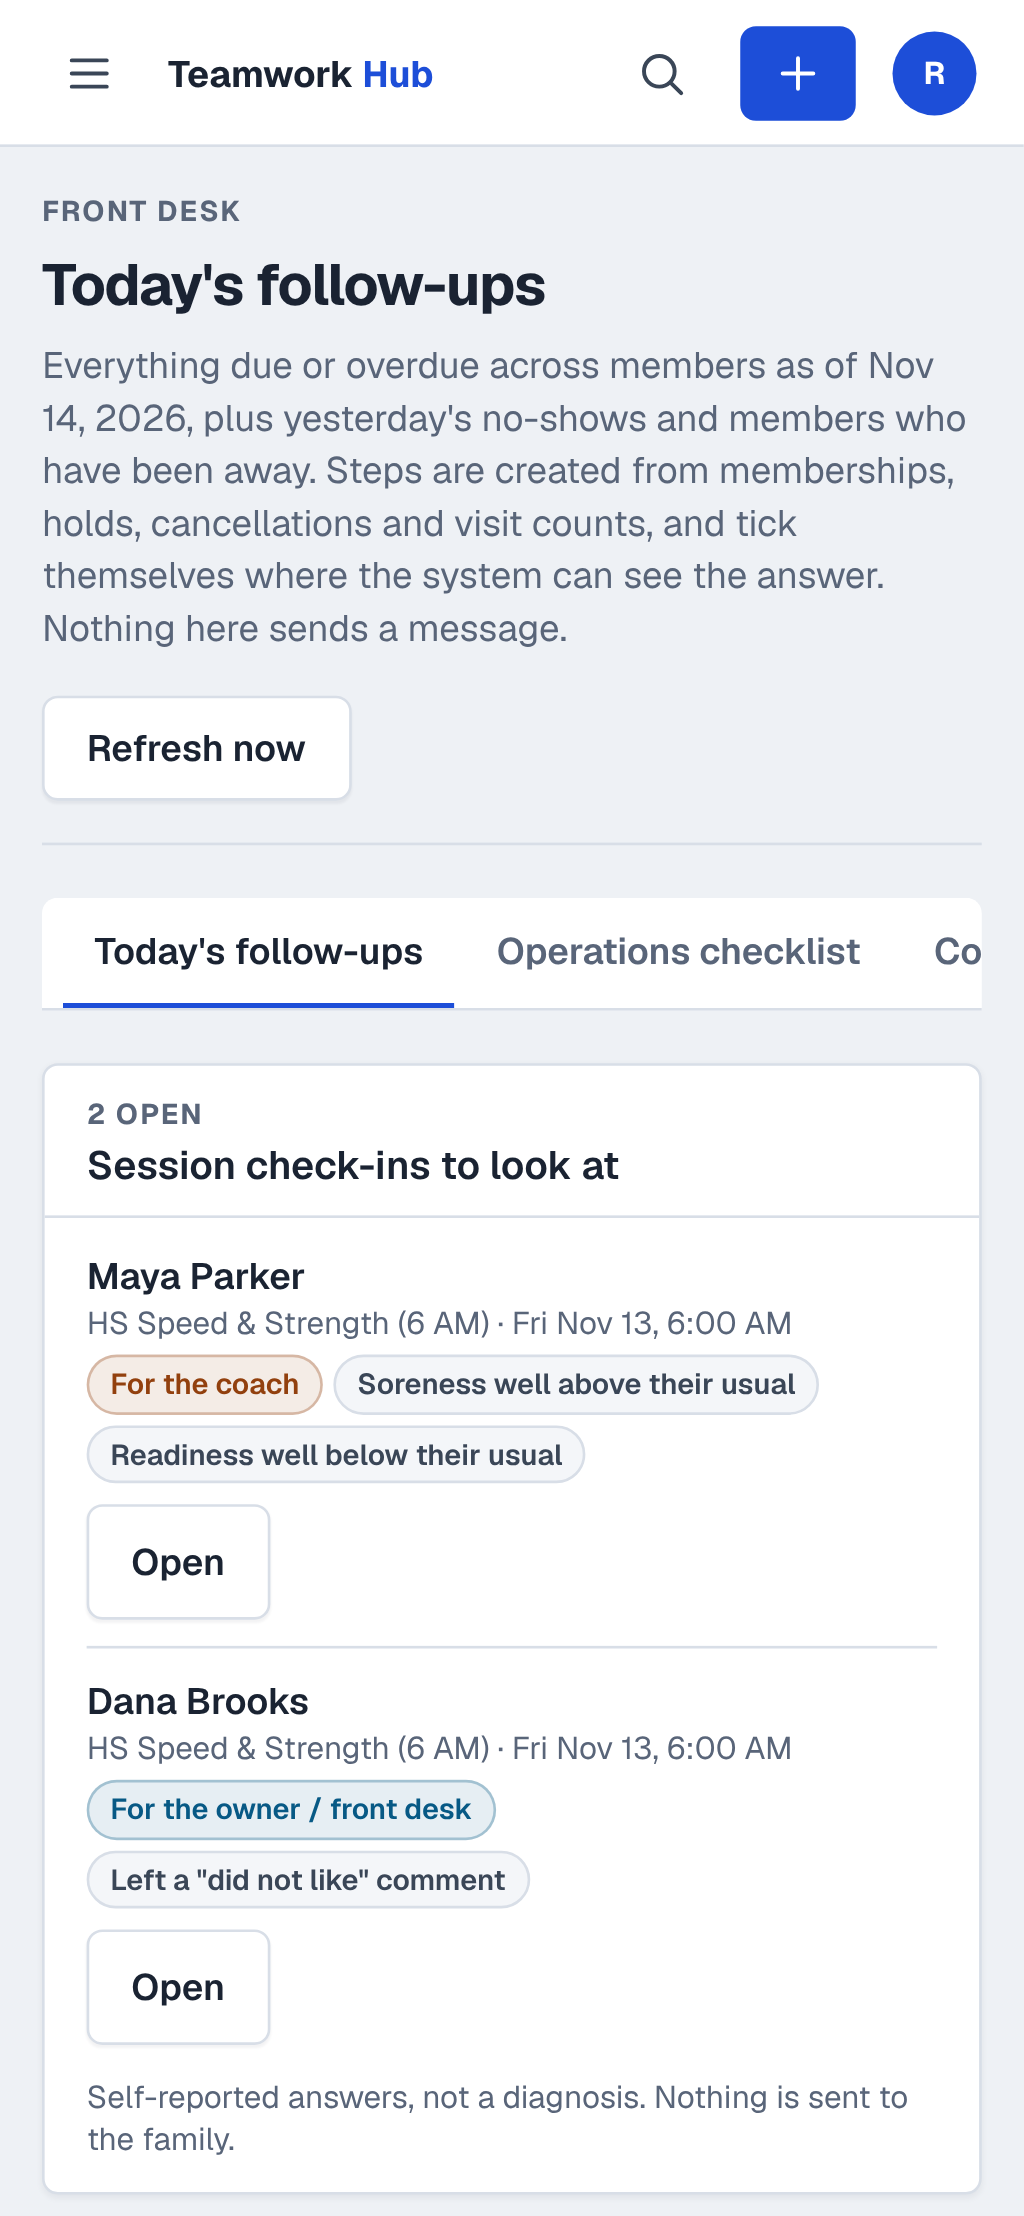 Teamwork Hub
R
FRONT DESK
Today's follow-ups
Everything due or overdue across members as of Nov
14, 2026, plus yesterday's no-shows and members who
have been away. Steps are created from memberships,
holds, cancellations and visit counts, and tick
themselves where the system can see the answer.
Nothing here sends a message.
Refresh now
Today's follow-ups
Operations checklist
Co
2 OPEN
Session check-ins to look at
Maya Parker
HS Speed & Strength (6 AM) · Fri Nov 13, 6:00 AM
For the coach
Soreness well above their usual
Readiness well below their usual
Open
Dana Brooks
HS Speed & Strength (6 AM) · Fri Nov 13, 6:00 AM
For the owner / front desk
Left a "did not like" comment
Open
Self-reported answers, not a diagnosis. Nothing is sent to
the family.